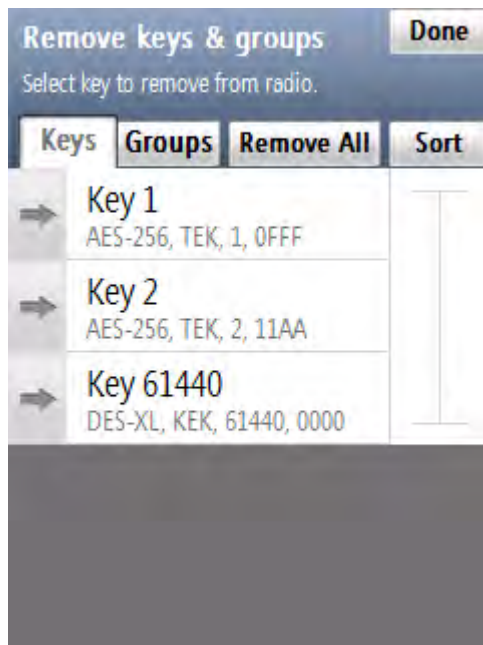 Remove keys & groups
Done
Select key to remove from radio.
Keys Groups Remove All Sort
Key 1
AES-256, TEK, 1, 0FFF
Key 2
AES-256, TEK, 2, 11AA
Key 61440
DES-XL, KEK, 61440, 0000